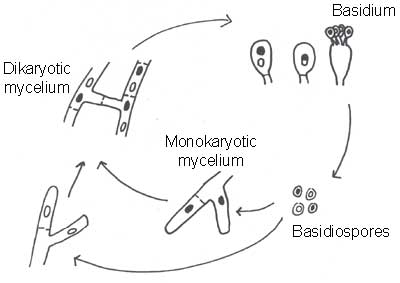 Basidium
Dikaryotic
mycelium
Monokaryotic
mycelium
Basidiospores